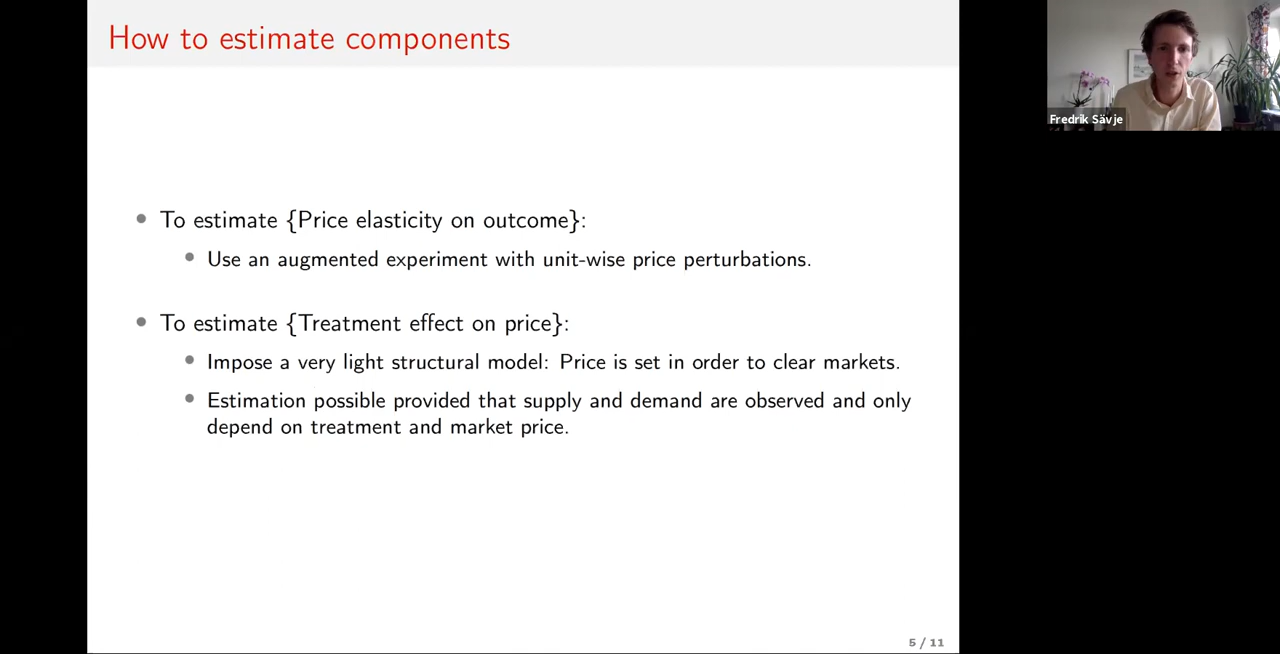 How to estimate components
Fredrik Sävje
• To estimate {Price elasticity on outcome}:
• Use an augmented experiment with unit-wise price perturbations.
• To estimate {Treatment effect on price}:
• Impose a very light structural model: Price is set in order to clear markets.
• Estimation possible provided that supply and demand are observed and only
depend on treatment and market price.
5 / 11